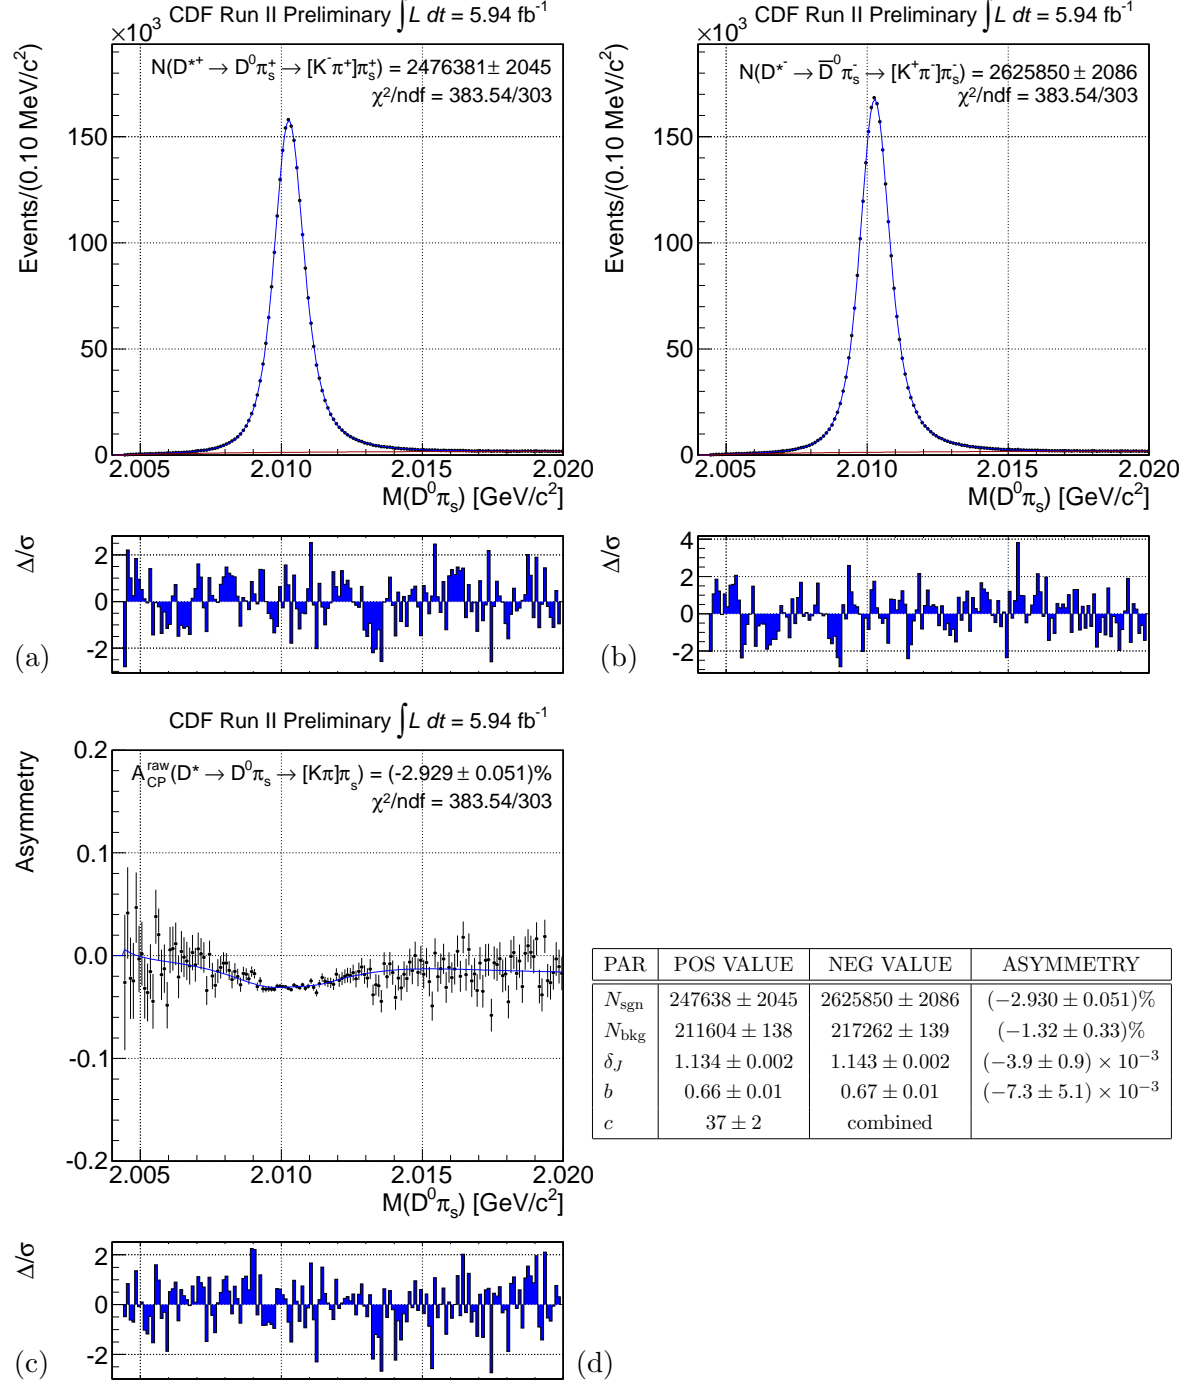 CDF Run II Preliminary ∫L dt = 5.94 fb⁻¹
×10³
N(D*⁺ → D⁰πₛ⁺ → [K⁻π⁺]πₛ⁺) = 2476381 ± 2045
χ²/ndf = 383.54/303
Events/(0.10 MeV/c²)
150
100
50
0
2.005 2.010 2.015 2.020
M(D⁰πₛ) [GeV/c²]
Δ/σ
2
0
-2
(a)
CDF Run II Preliminary ∫L dt = 5.94 fb⁻¹
×10³
N(D*⁻ → D̅⁰πₛ⁻ → [K⁺π⁻]πₛ⁻) = 2625850 ± 2086
χ²/ndf = 383.54/303
Events/(0.10 MeV/c²)
150
100
50
0
2.005 2.010 2.015 2.020
M(D⁰πₛ) [GeV/c²]
Δ/σ
4
2
0
-2
(b)
CDF Run II Preliminary ∫L dt = 5.94 fb⁻¹
A_CP^raw(D* → D⁰πₛ → [Kπ]πₛ) = (-2.929 ± 0.051)%
χ²/ndf = 383.54/303
Asymmetry
0.2
0.1
0.0
-0.1
-0.2
2.005 2.010 2.015 2.020
M(D⁰πₛ) [GeV/c²]
Δ/σ
2
0
-2
(c)
PAR POS VALUE NEG VALUE ASYMMETRY
N_sgn 247638 ± 2045 2625850 ± 2086 (−2.930 ± 0.051)%
N_bkg 211604 ± 138 217262 ± 139 (−1.32 ± 0.33)%
δ_J 1.134 ± 0.002 1.143 ± 0.002 (−3.9 ± 0.9) × 10⁻³
b 0.66 ± 0.01 0.67 ± 0.01 (−7.3 ± 5.1) × 10⁻³
c 37 ± 2 combined
(d)